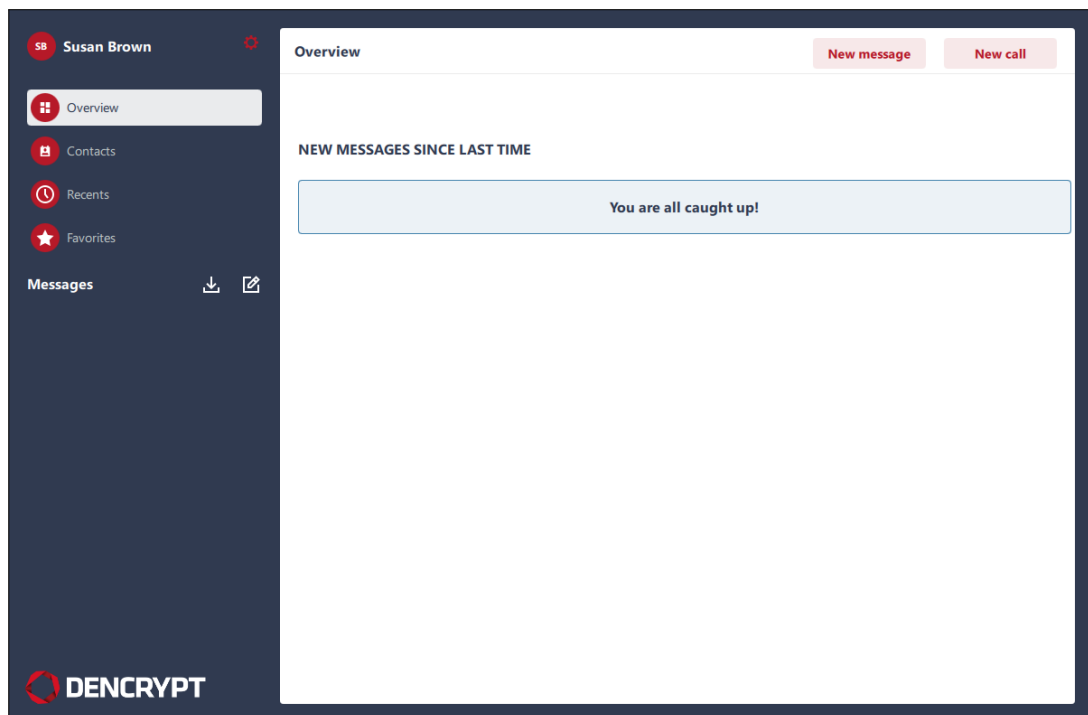 SB Susan Brown
Overview
Contacts
Recents
Favorites
Messages
DENCRYPT
Overview
New message
New call
NEW MESSAGES SINCE LAST TIME
You are all caught up!